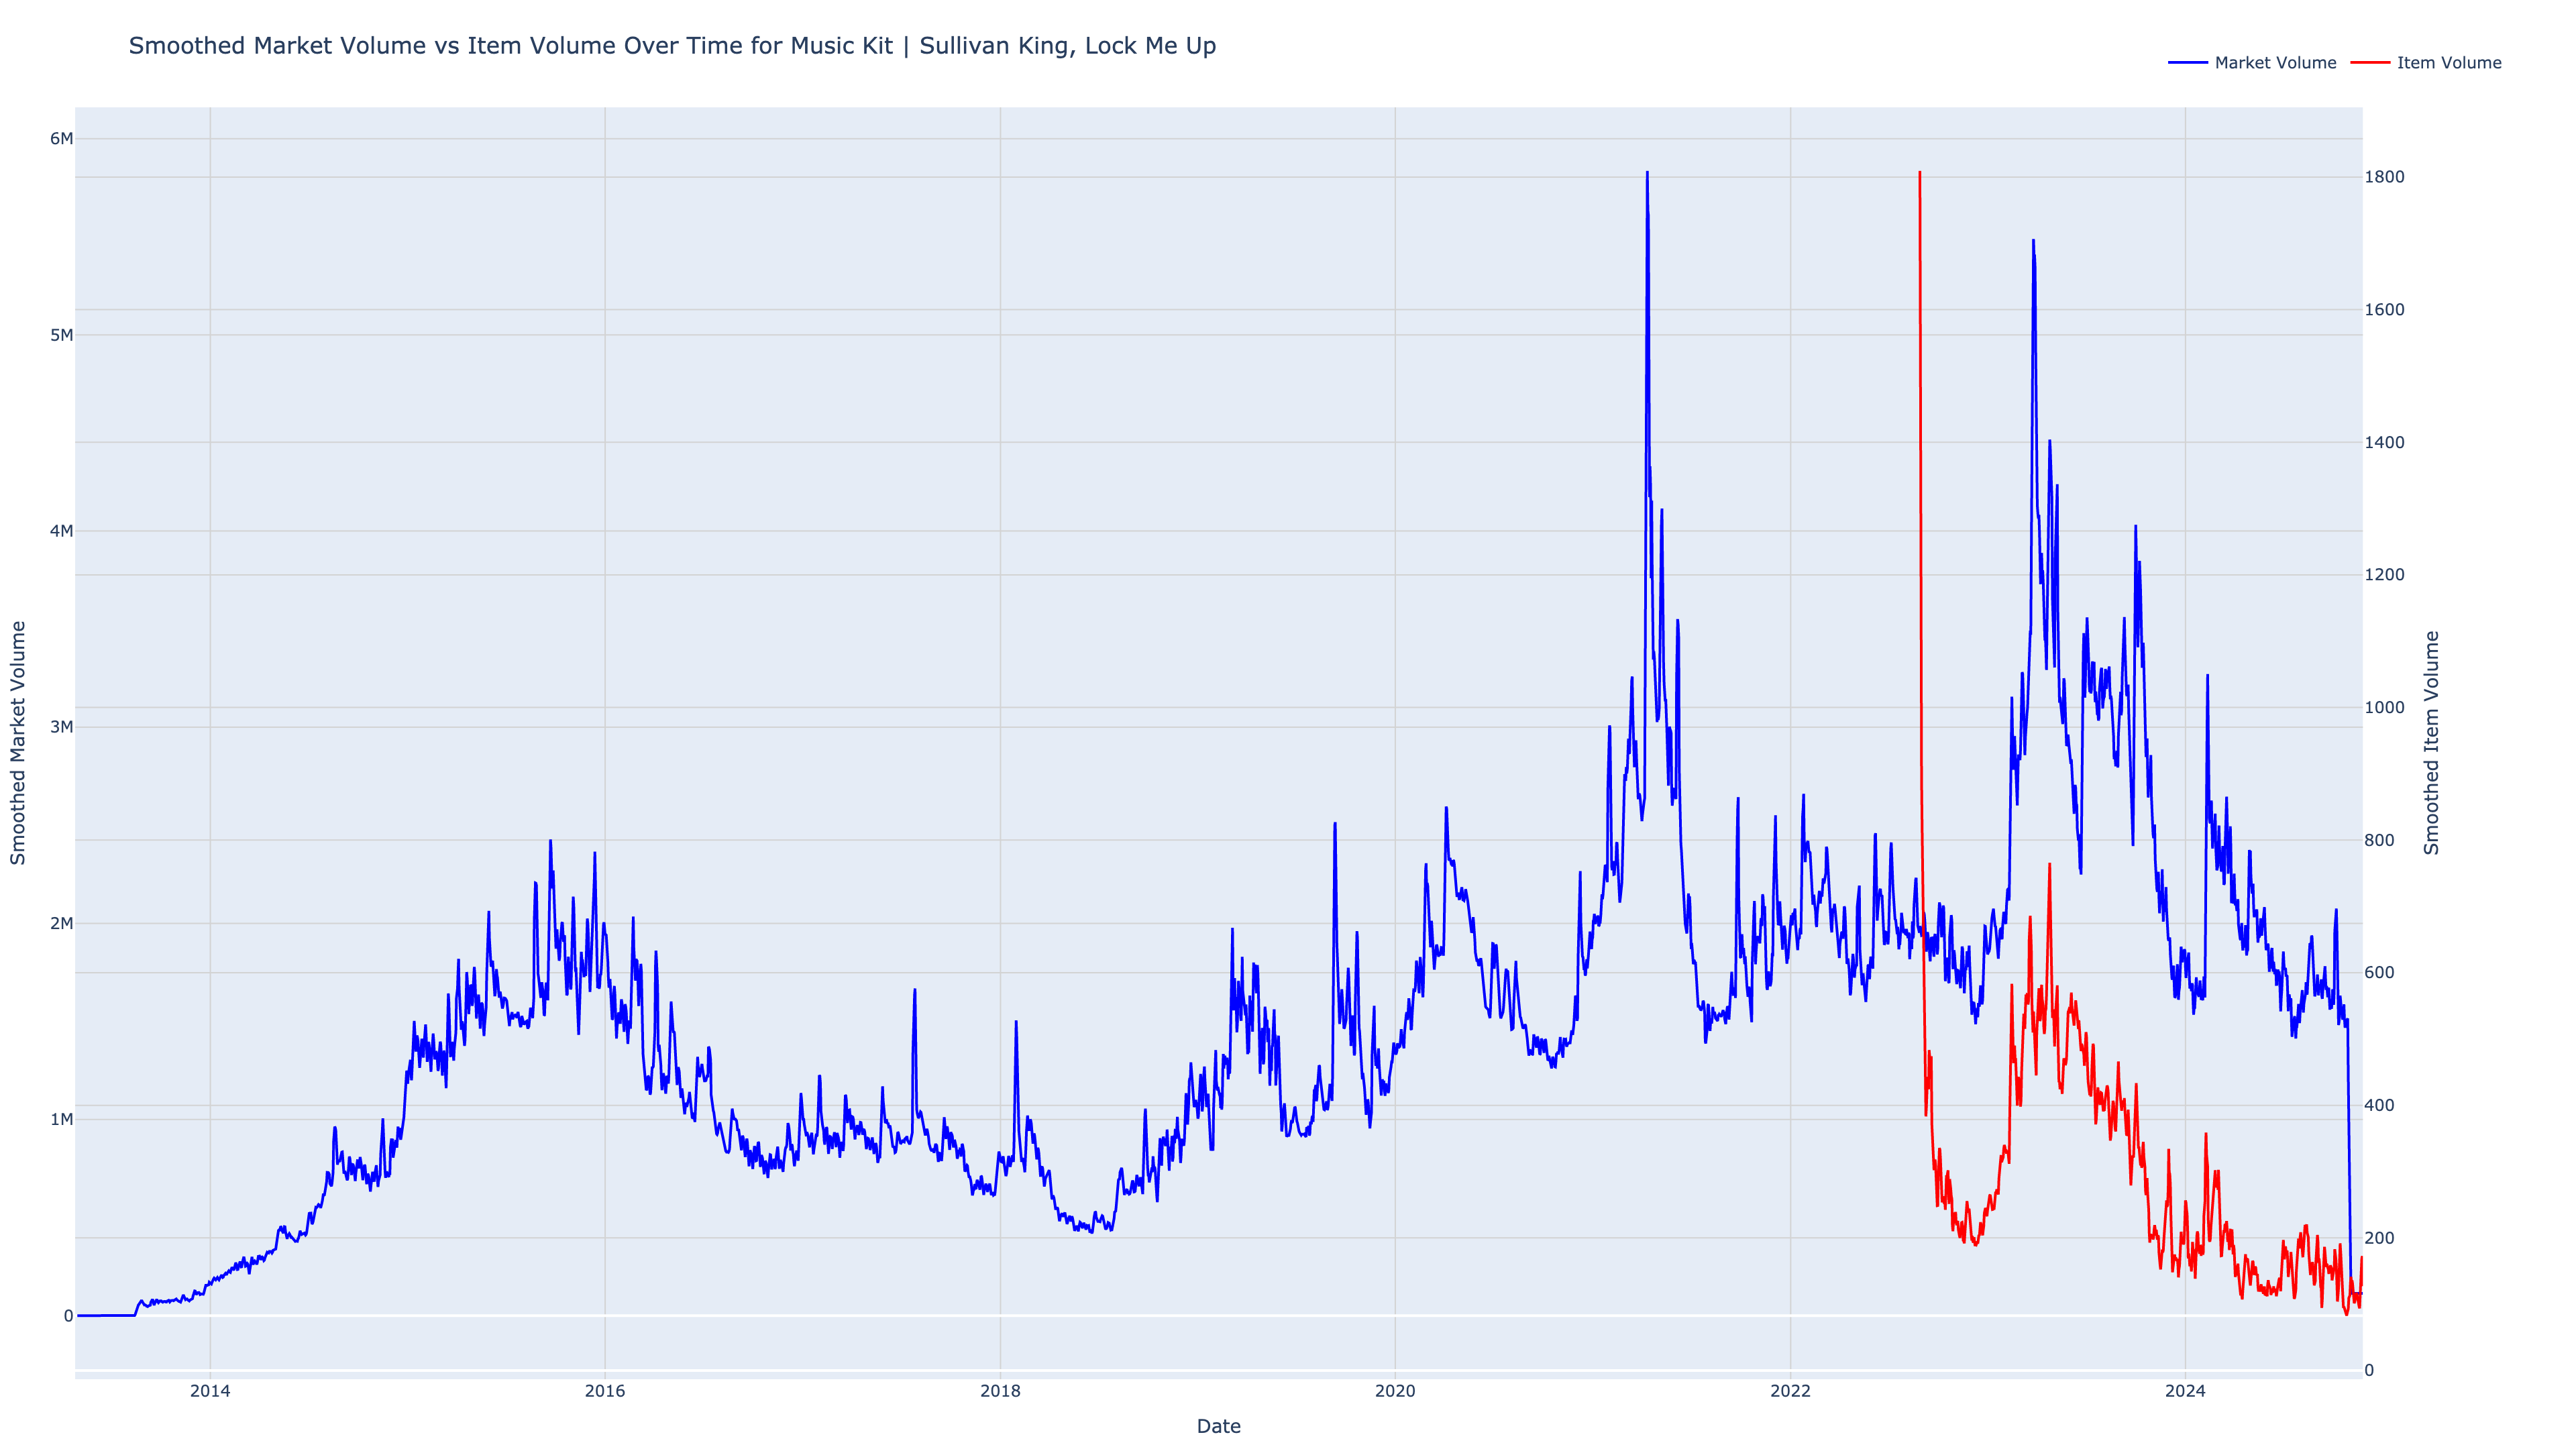 Smoothed Market Volume vs Item Volume Over Time for Music Kit | Sullivan King, Lock Me Up
Market Volume
Item Volume
6M
5M
4M
3M
2M
1M
0
Smoothed Market Volume
1800
1600
1400
1200
1000
800
600
400
200
0
Smoothed Item Volume
2014
2016
2018
2020
2022
2024
Date